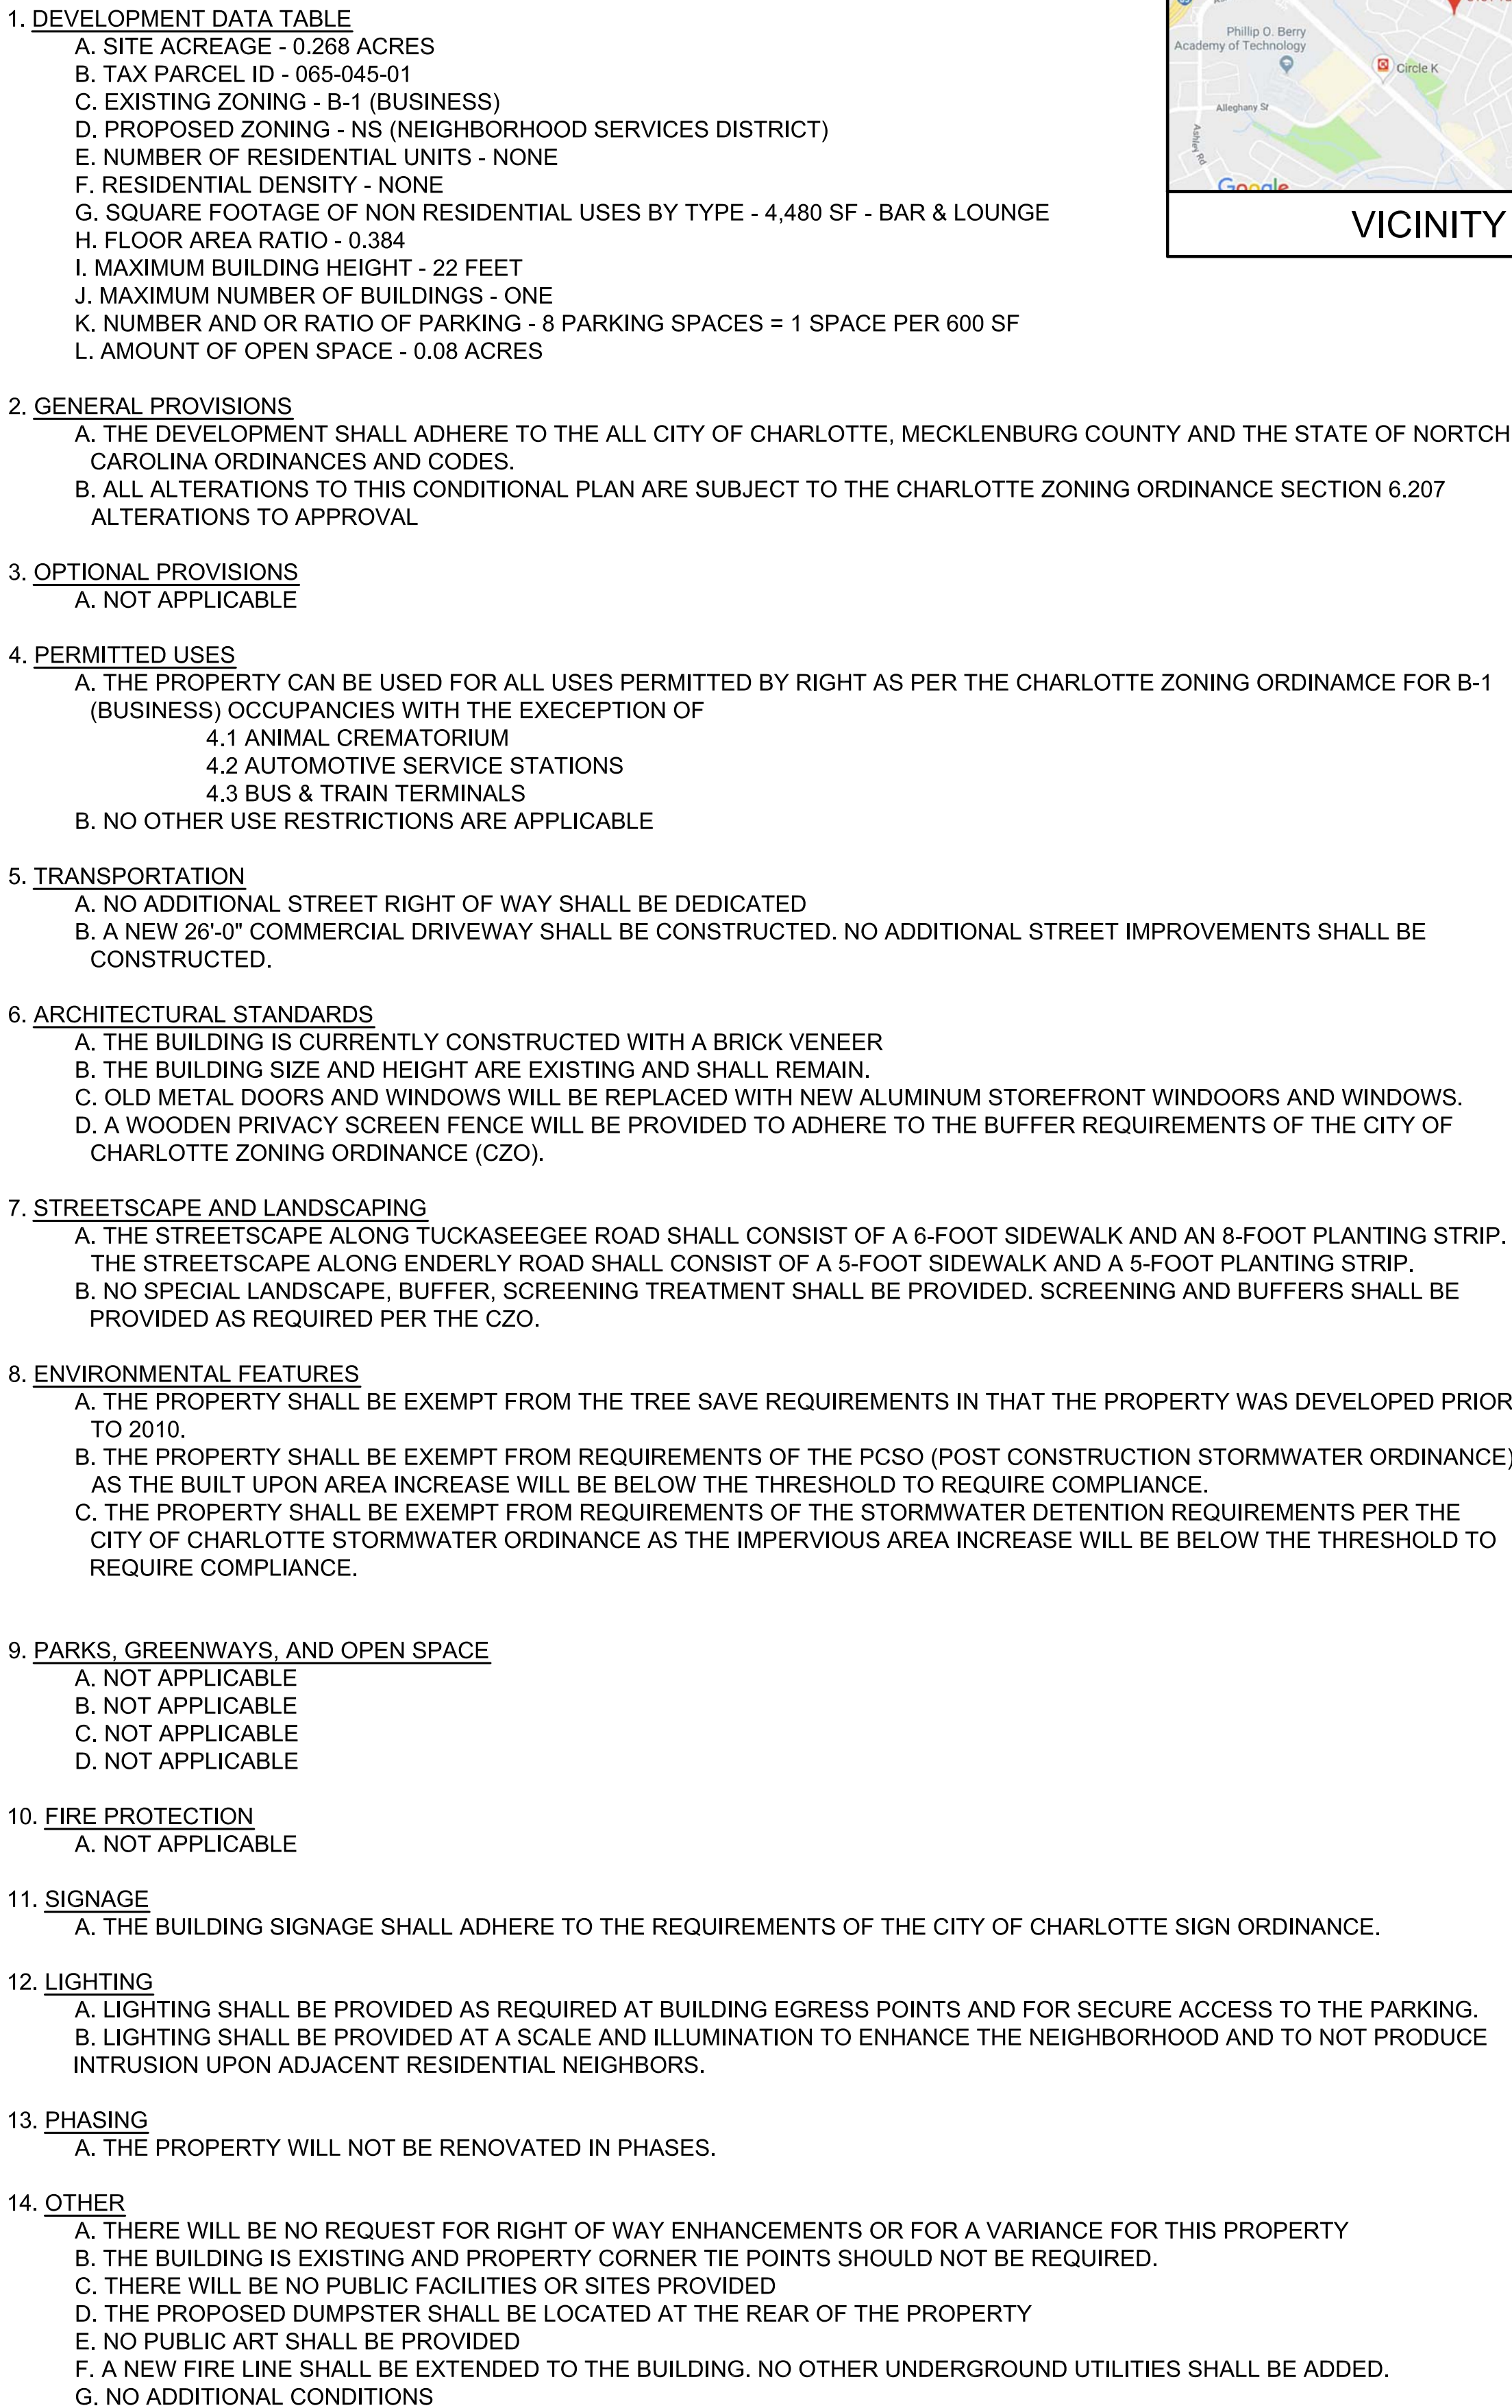 1. DEVELOPMENT DATA TABLE
A. SITE ACREAGE - 0.268 ACRES
B. TAX PARCEL ID - 065-045-01
C. EXISTING ZONING - B-1 (BUSINESS)
D. PROPOSED ZONING - NS (NEIGHBORHOOD SERVICES DISTRICT)
E. NUMBER OF RESIDENTIAL UNITS - NONE
F. RESIDENTIAL DENSITY - NONE
G. SQUARE FOOTAGE OF NON RESIDENTIAL USES BY TYPE - 4,480 SF - BAR & LOUNGE
H. FLOOR AREA RATIO - 0.384
I. MAXIMUM BUILDING HEIGHT - 22 FEET
J. MAXIMUM NUMBER OF BUILDINGS - ONE
K. NUMBER AND OR RATIO OF PARKING - 8 PARKING SPACES = 1 SPACE PER 600 SF
L. AMOUNT OF OPEN SPACE - 0.08 ACRES
Phillip O. Berry
Academy of Technology
Circle K
Alleghany St
Ashley Rd
Google
VICINITY
2. GENERAL PROVISIONS
A. THE DEVELOPMENT SHALL ADHERE TO THE ALL CITY OF CHARLOTTE, MECKLENBURG COUNTY AND THE STATE OF NORTCH
CAROLINA ORDINANCES AND CODES.
B. ALL ALTERATIONS TO THIS CONDITIONAL PLAN ARE SUBJECT TO THE CHARLOTTE ZONING ORDINANCE SECTION 6.207
ALTERATIONS TO APPROVAL
3. OPTIONAL PROVISIONS
A. NOT APPLICABLE
4. PERMITTED USES
A. THE PROPERTY CAN BE USED FOR ALL USES PERMITTED BY RIGHT AS PER THE CHARLOTTE ZONING ORDINAMCE FOR B-1
(BUSINESS) OCCUPANCIES WITH THE EXECEPTION OF
4.1 ANIMAL CREMATORIUM
4.2 AUTOMOTIVE SERVICE STATIONS
4.3 BUS & TRAIN TERMINALS
B. NO OTHER USE RESTRICTIONS ARE APPLICABLE
5. TRANSPORTATION
A. NO ADDITIONAL STREET RIGHT OF WAY SHALL BE DEDICATED
B. A NEW 26'-0" COMMERCIAL DRIVEWAY SHALL BE CONSTRUCTED. NO ADDITIONAL STREET IMPROVEMENTS SHALL BE
CONSTRUCTED.
6. ARCHITECTURAL STANDARDS
A. THE BUILDING IS CURRENTLY CONSTRUCTED WITH A BRICK VENEER
B. THE BUILDING SIZE AND HEIGHT ARE EXISTING AND SHALL REMAIN.
C. OLD METAL DOORS AND WINDOWS WILL BE REPLACED WITH NEW ALUMINUM STOREFRONT WINDOORS AND WINDOWS.
D. A WOODEN PRIVACY SCREEN FENCE WILL BE PROVIDED TO ADHERE TO THE BUFFER REQUIREMENTS OF THE CITY OF
CHARLOTTE ZONING ORDINANCE (CZO).
7. STREETSCAPE AND LANDSCAPING
A. THE STREETSCAPE ALONG TUCKASEEGEE ROAD SHALL CONSIST OF A 6-FOOT SIDEWALK AND AN 8-FOOT PLANTING STRIP.
THE STREETSCAPE ALONG ENDERLY ROAD SHALL CONSIST OF A 5-FOOT SIDEWALK AND A 5-FOOT PLANTING STRIP.
B. NO SPECIAL LANDSCAPE, BUFFER, SCREENING TREATMENT SHALL BE PROVIDED. SCREENING AND BUFFERS SHALL BE
PROVIDED AS REQUIRED PER THE CZO.
8. ENVIRONMENTAL FEATURES
A. THE PROPERTY SHALL BE EXEMPT FROM THE TREE SAVE REQUIREMENTS IN THAT THE PROPERTY WAS DEVELOPED PRIOR
TO 2010.
B. THE PROPERTY SHALL BE EXEMPT FROM REQUIREMENTS OF THE PCSO (POST CONSTRUCTION STORMWATER ORDINANCE)
AS THE BUILT UPON AREA INCREASE WILL BE BELOW THE THRESHOLD TO REQUIRE COMPLIANCE.
C. THE PROPERTY SHALL BE EXEMPT FROM REQUIREMENTS OF THE STORMWATER DETENTION REQUIREMENTS PER THE
CITY OF CHARLOTTE STORMWATER ORDINANCE AS THE IMPERVIOUS AREA INCREASE WILL BE BELOW THE THRESHOLD TO
REQUIRE COMPLIANCE.
9. PARKS, GREENWAYS, AND OPEN SPACE
A. NOT APPLICABLE
B. NOT APPLICABLE
C. NOT APPLICABLE
D. NOT APPLICABLE
10. FIRE PROTECTION
A. NOT APPLICABLE
11. SIGNAGE
A. THE BUILDING SIGNAGE SHALL ADHERE TO THE REQUIREMENTS OF THE CITY OF CHARLOTTE SIGN ORDINANCE.
12. LIGHTING
A. LIGHTING SHALL BE PROVIDED AS REQUIRED AT BUILDING EGRESS POINTS AND FOR SECURE ACCESS TO THE PARKING.
B. LIGHTING SHALL BE PROVIDED AT A SCALE AND ILLUMINATION TO ENHANCE THE NEIGHBORHOOD AND TO NOT PRODUCE
INTRUSION UPON ADJACENT RESIDENTIAL NEIGHBORS.
13. PHASING
A. THE PROPERTY WILL NOT BE RENOVATED IN PHASES.
14. OTHER
A. THERE WILL BE NO REQUEST FOR RIGHT OF WAY ENHANCEMENTS OR FOR A VARIANCE FOR THIS PROPERTY
B. THE BUILDING IS EXISTING AND PROPERTY CORNER TIE POINTS SHOULD NOT BE REQUIRED.
C. THERE WILL BE NO PUBLIC FACILITIES OR SITES PROVIDED
D. THE PROPOSED DUMPSTER SHALL BE LOCATED AT THE REAR OF THE PROPERTY
E. NO PUBLIC ART SHALL BE PROVIDED
F. A NEW FIRE LINE SHALL BE EXTENDED TO THE BUILDING. NO OTHER UNDERGROUND UTILITIES SHALL BE ADDED.
G. NO ADDITIONAL CONDITIONS